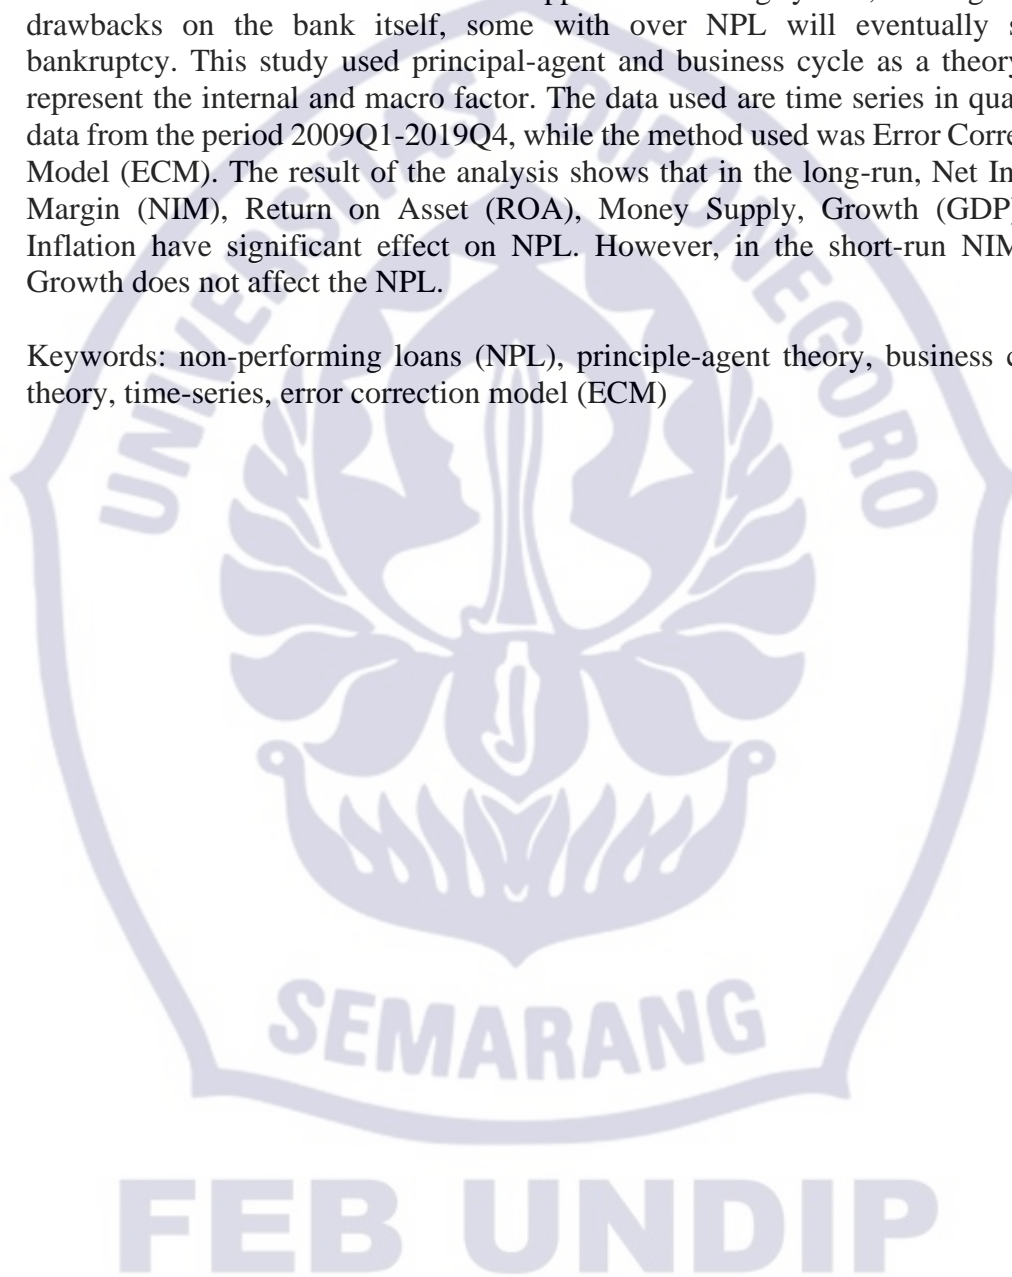 drawbacks on the bank itself, some with over NPL will eventually
bankruptcy. This study used principal-agent and business cycle as a theory
represent the internal and macro factor. The data used are time series in
data from the period 2009Q1-2019Q4, while the method used was Error
Model (ECM). The result of the analysis shows that in the long-run, Net
Margin (NIM), Return on Asset (ROA), Money Supply, Growth (GDP)
Inflation have significant effect on NPL. However, in the short-run NIM
Growth does not affect the NPL.
Keywords: non-performing loans (NPL), principle-agent theory, business
theory, time-series, error correction model (ECM)
UNIVERSITAS DIPONEGORO
SEMARANG
FEB UNDIP